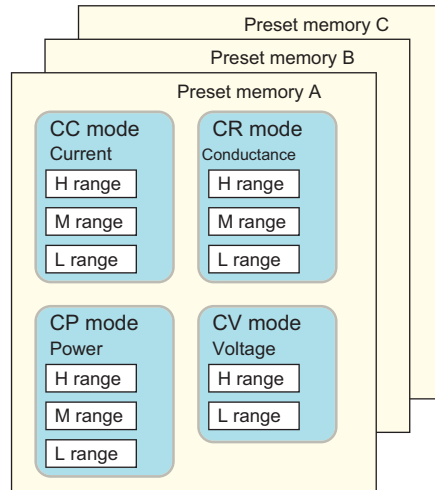 Preset memory C
Preset memory B
Preset memory A
CC mode
Current
H range
M range
L range
CR mode
Conductance
H range
M range
L range
CP mode
Power
H range
M range
L range
CV mode
Voltage
H range
L range